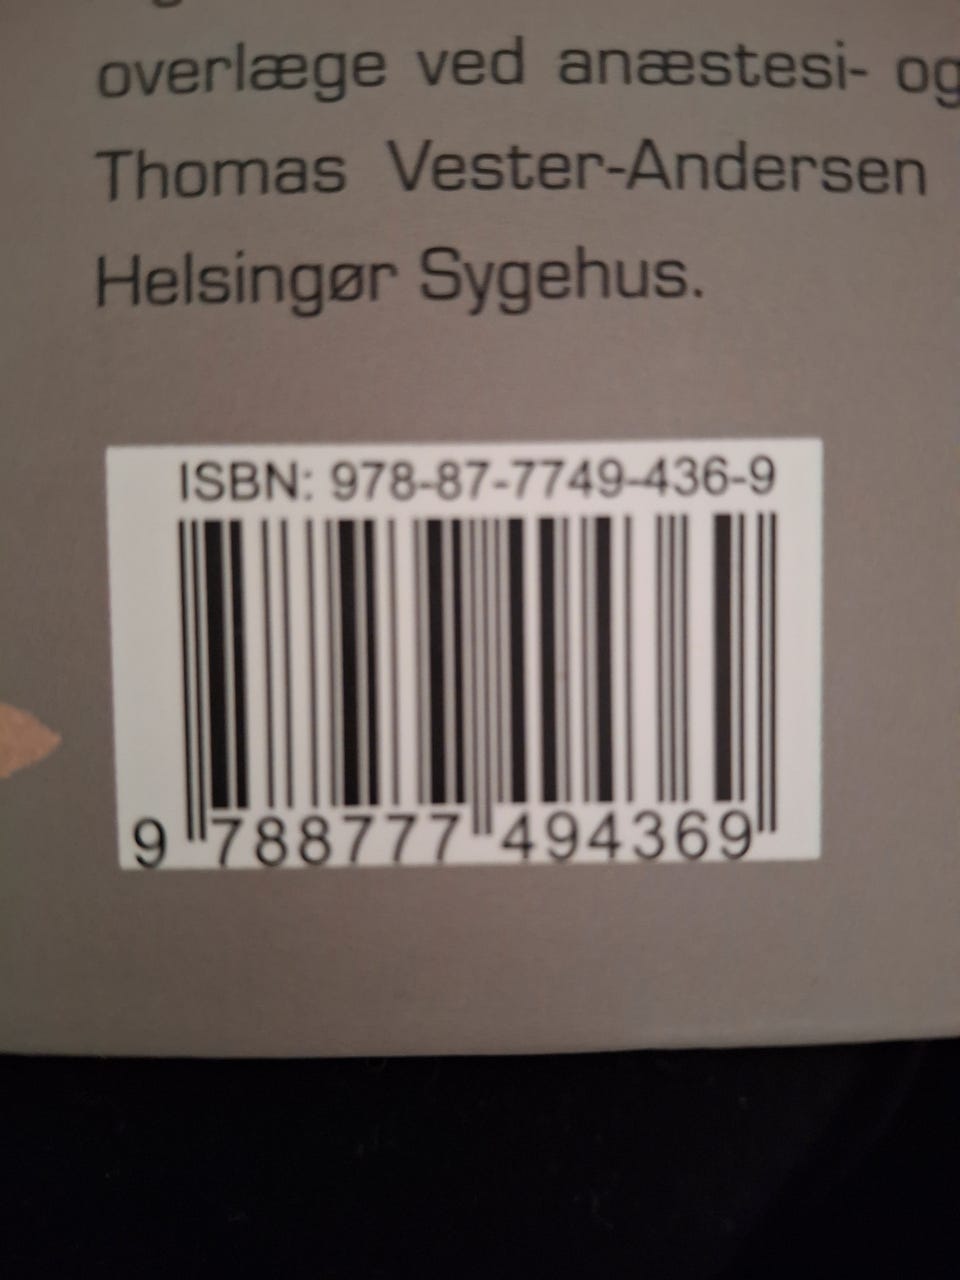 overlæge ved anæstesi- og
Thomas Vester-Andersen
Helsingør Sygehus.
ISBN: 978-87-7749-436-9
9 788777 494369